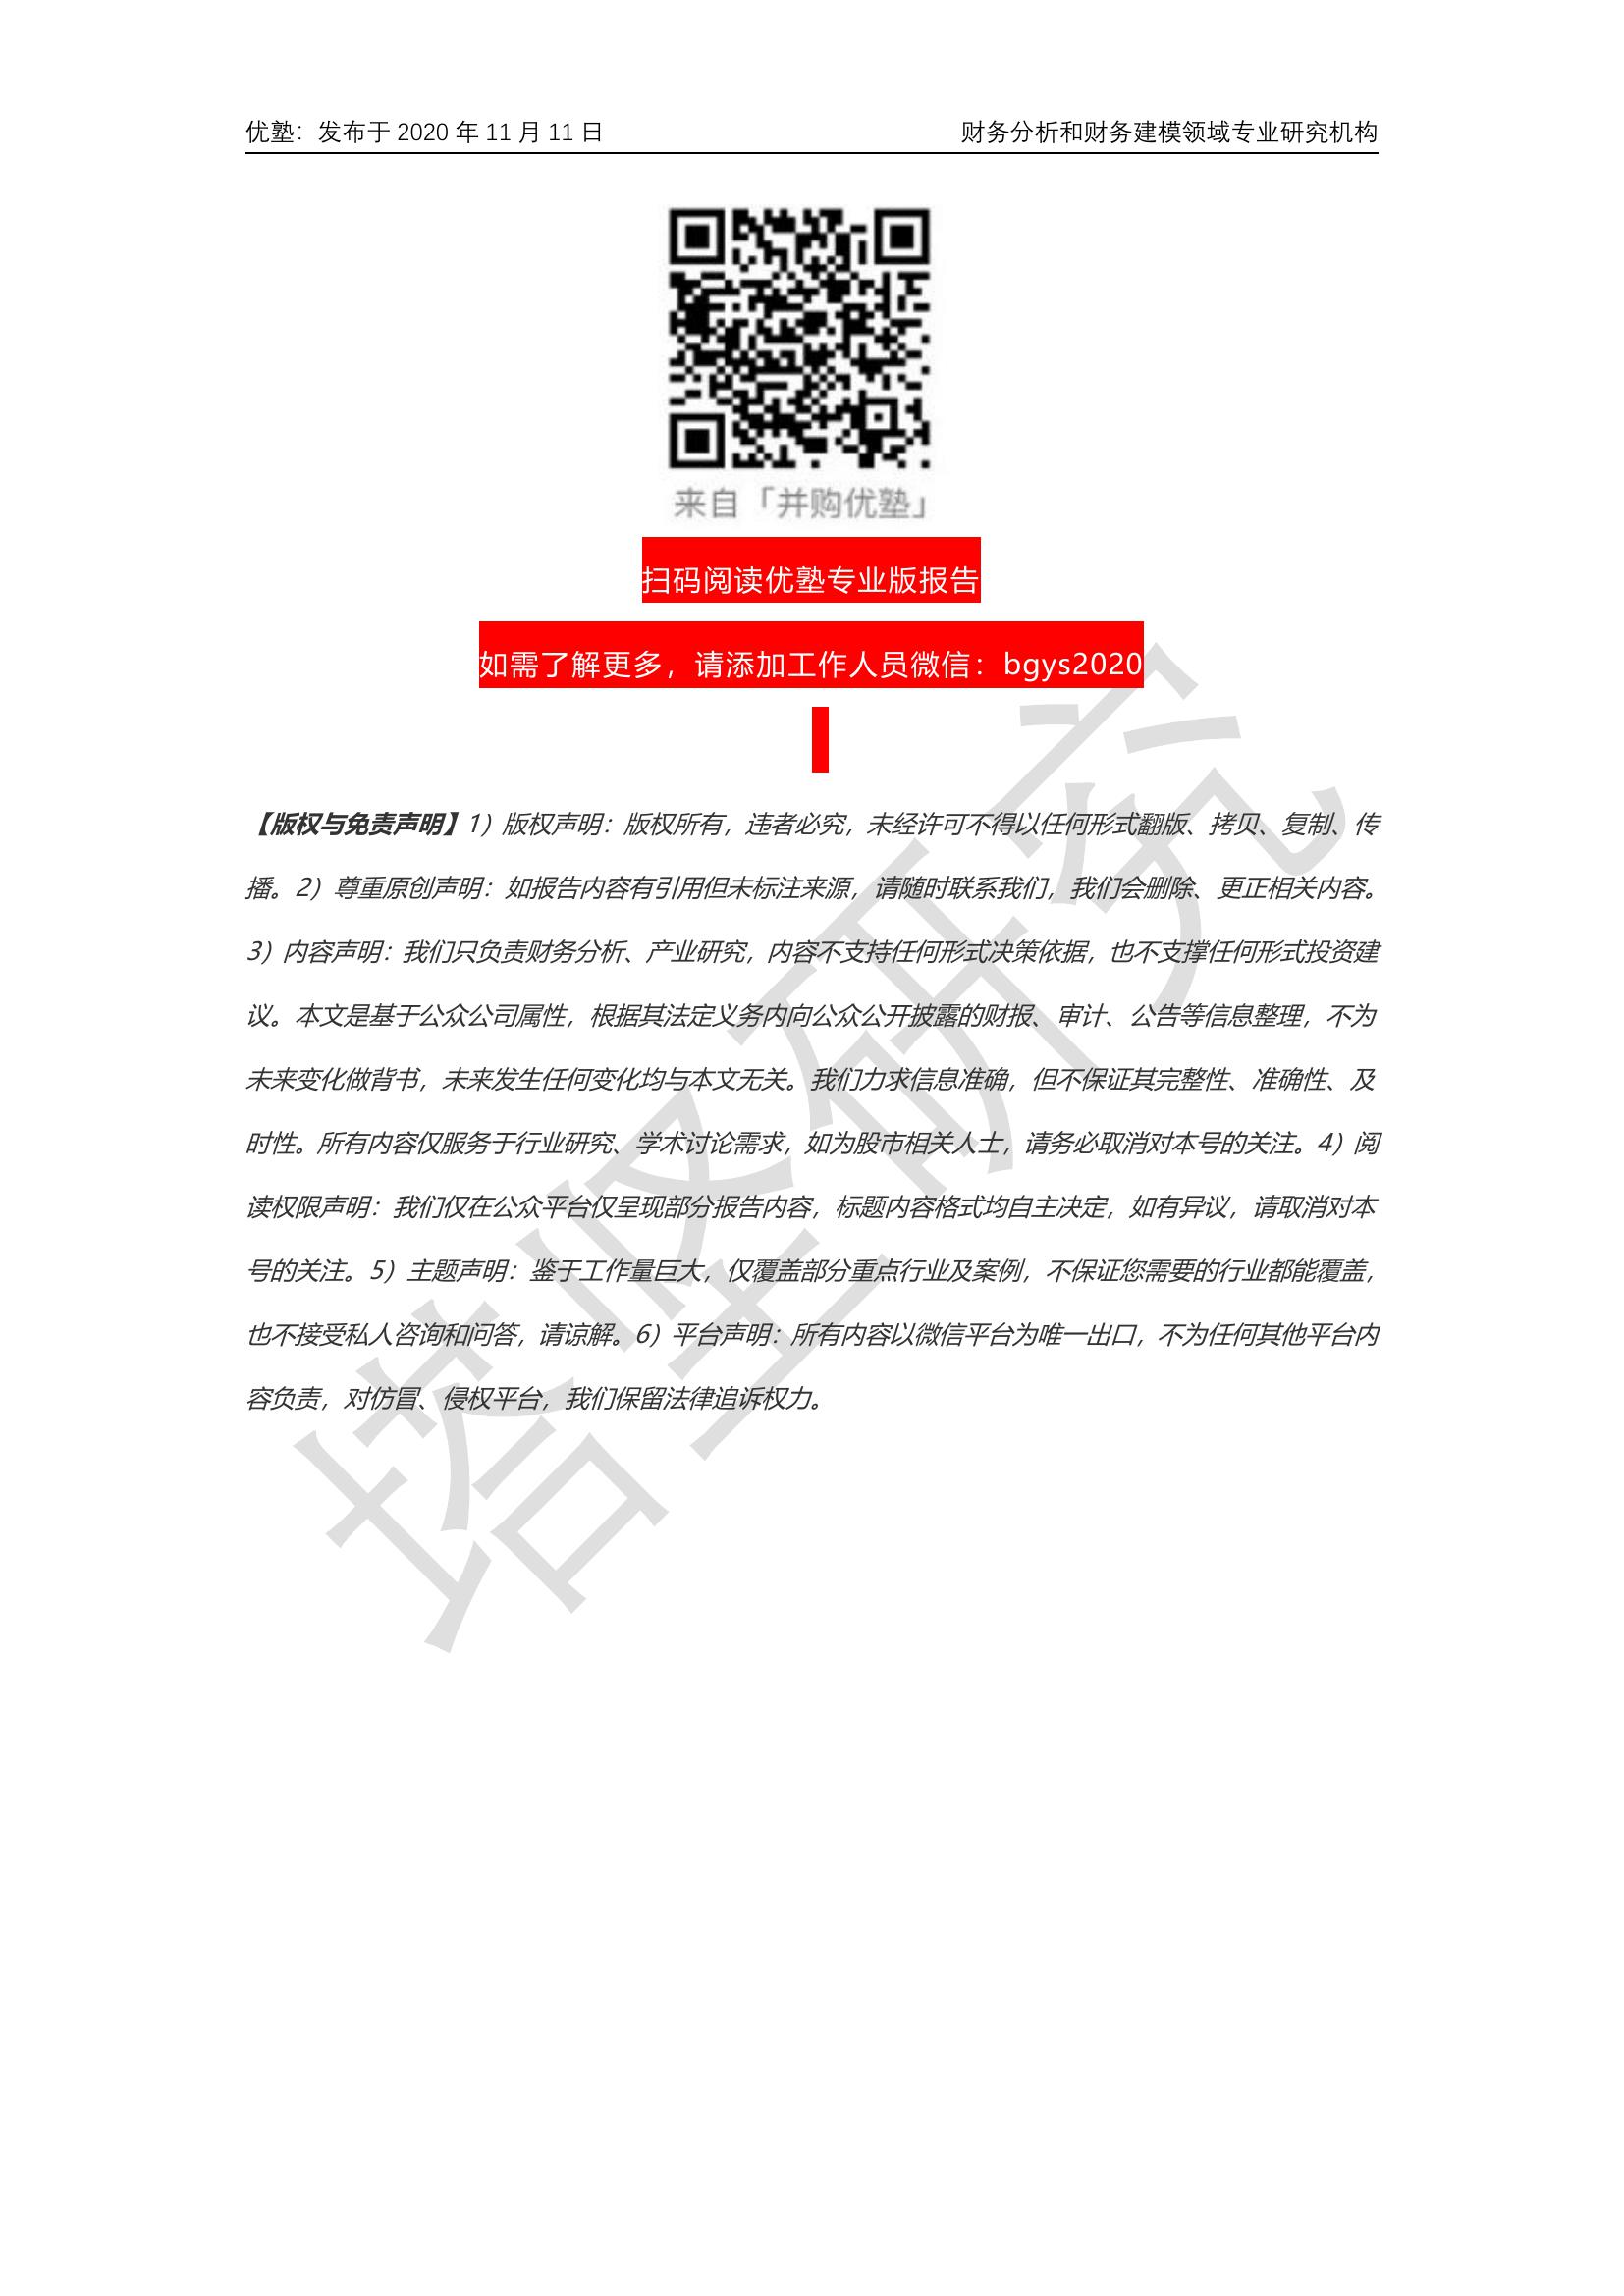 优塾：发布于 2020 年 11 月 11 日 财务分析和财务建模领域专业研究机构
来自「并购优塾」
扫码阅读优塾专业版报告
如需了解更多，请添加工作人员微信：bgys2020
【版权与免责声明】1）版权声明：版权所有，违者必究，未经许可不得以任何形式翻版、拷贝、复制、传
播。2）尊重原创声明：如报告内容有引用但未标注来源，请随时联系我们，我们会删除、更正相关内容。
3）内容声明：我们只负责财务分析、产业研究，内容不支持任何形式决策依据，也不支撑任何形式投资建
议。本文是基于公众公司属性，根据其法定义务内向公众公开披露的财报、审计、公告等信息整理，不为
未来变化做背书，未来发生任何变化均与本文无关。我们力求信息准确，但不保证其完整性、准确性、及
时性。所有内容仅服务于行业研究、学术讨论需求，如为股市相关人士，请务必取消对本号的关注。4）阅
读权限声明：我们仅在公众平台仅呈现部分报告内容，标题内容格式均自主决定，如有异议，请取消对本
号的关注。5）主题声明：鉴于工作量巨大，仅覆盖部分重点行业及案例，不保证您需要的行业都能覆盖，
也不接受私人咨询和问答，请谅解。6）平台声明：所有内容以微信平台为唯一出口，不为任何其他平台内
容负责，对仿冒、侵权平台，我们保留法律追诉权力。
塔坚研究